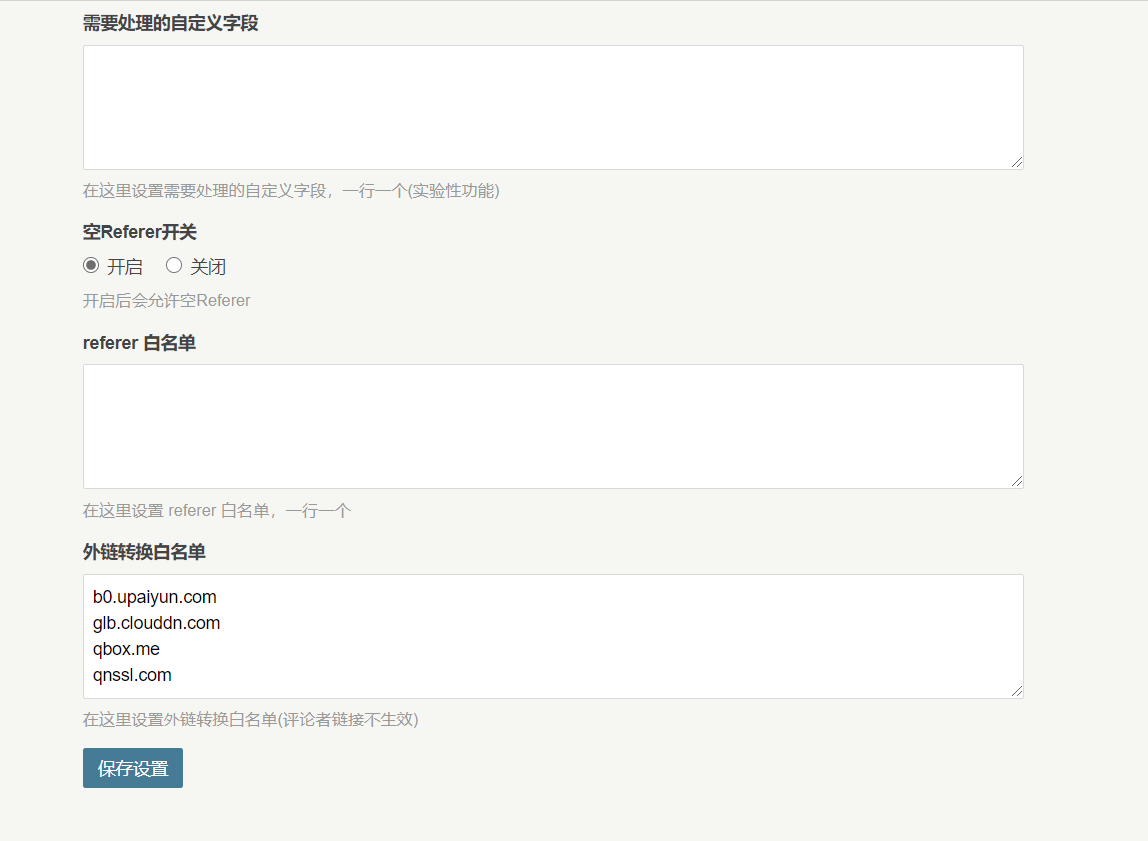 需要处理的自定义字段
在这里设置需要处理的自定义字段，一行一个(实验性功能)
空Referer开关
开启 关闭
开启后会允许空Referer
referer 白名单
在这里设置 referer 白名单，一行一个
外链转换白名单
b0.upaiyun.com
glb.clouddn.com
qbox.me
qnssl.com
在这里设置外链转换白名单(评论者链接不生效)
保存设置